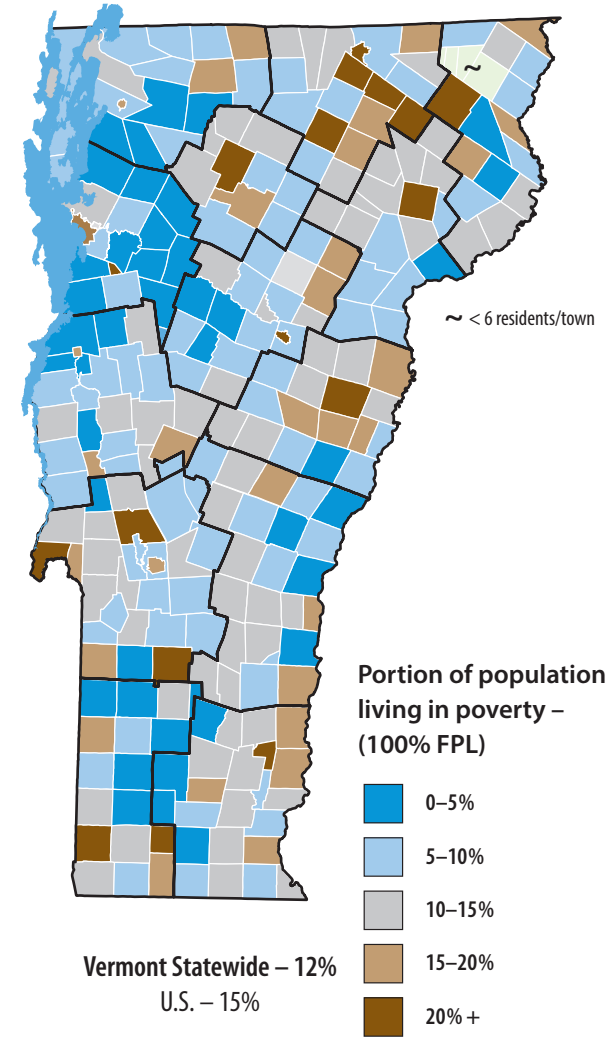 ~
~ < 6 residents/town
Portion of population
living in poverty –
(100% FPL)
0–5%
5–10%
10–15%
15–20%
20% +
Vermont Statewide – 12%
U.S. – 15%